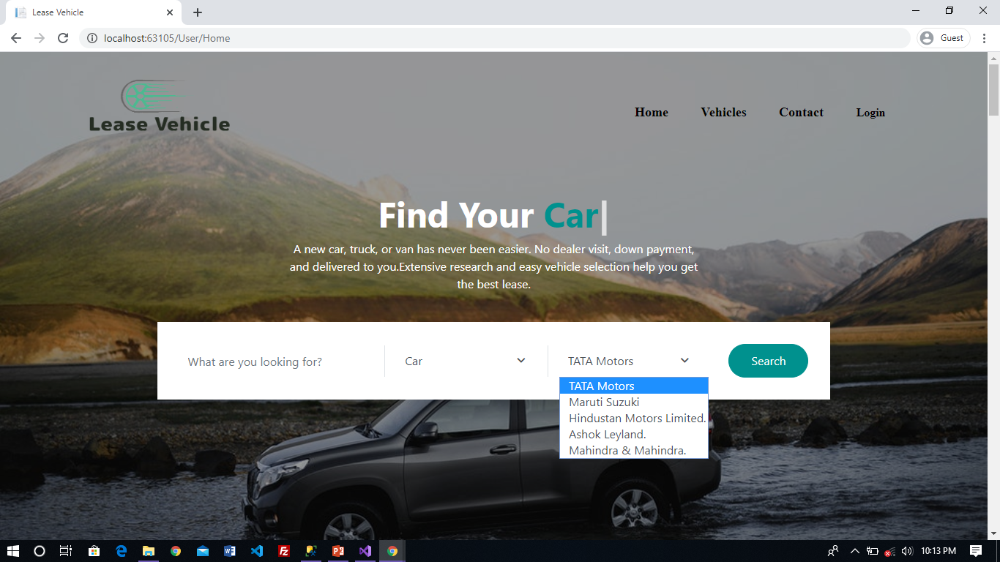 Lease Vehicle
localhost:63105/User/Home
Guest
Lease Vehicle
Home Vehicles Contact Login
Find Your Car|
A new car, truck, or van has never been easier. No dealer visit, down payment,
and delivered to you.Extensive research and easy vehicle selection help you get
the best lease.
What are you looking for? Car TATA Motors Search
TATA Motors
Maruti Suzuki
Hindustan Motors Limited.
Ashok Leyland.
Mahindra & Mahindra.
10:13 PM